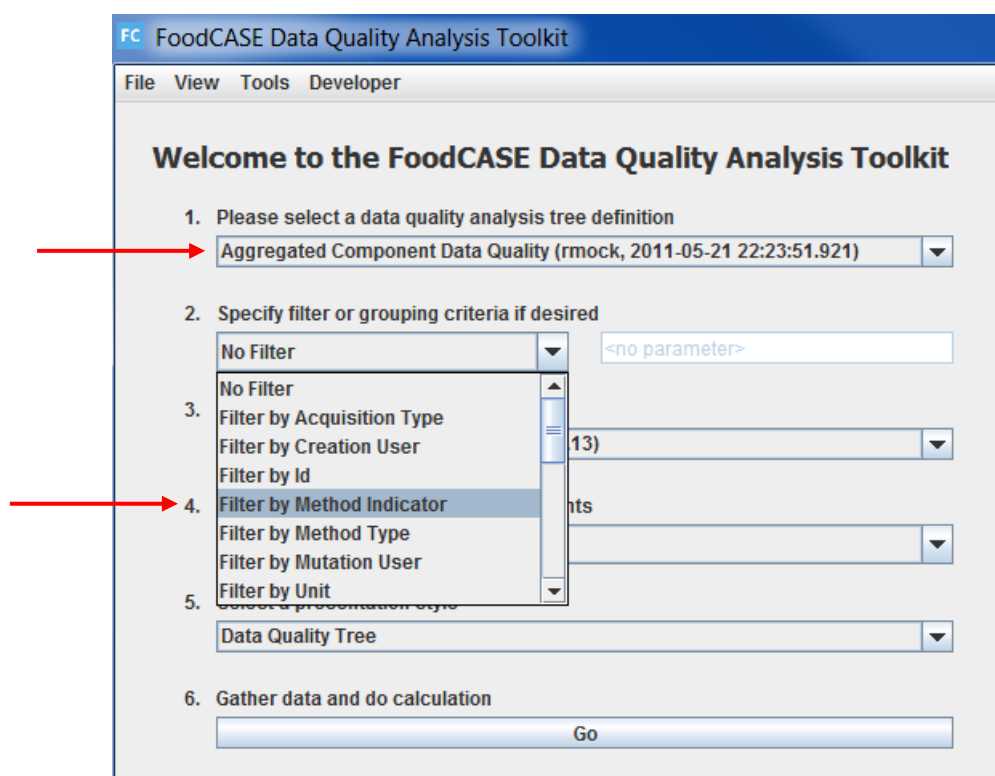 FC FoodCASE Data Quality Analysis Toolkit
File View Tools Developer
Welcome to the FoodCASE Data Quality Analysis Toolkit
1. Please select a data quality analysis tree definition
Aggregated Component Data Quality (rmock, 2011-05-21 22:23:51.921)
2. Specify filter or grouping criteria if desired
No Filter <no parameter>
No Filter
3. Filter by Acquisition Type
Filter by Creation User .13)
Filter by Id
4. Filter by Method Indicator nts
Filter by Method Type
Filter by Mutation User
Filter by Unit
5. Select a presentation style
Data Quality Tree
6. Gather data and do calculation
Go